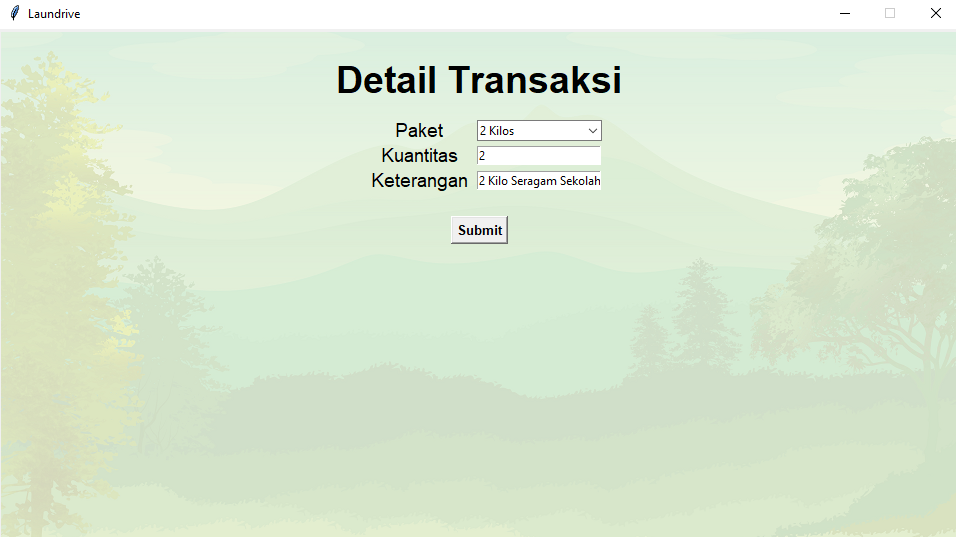 Laundrive
Detail Transaksi
Paket 2 Kilos
Kuantitas 2
Keterangan 2 Kilo Seragam Sekolah
Submit